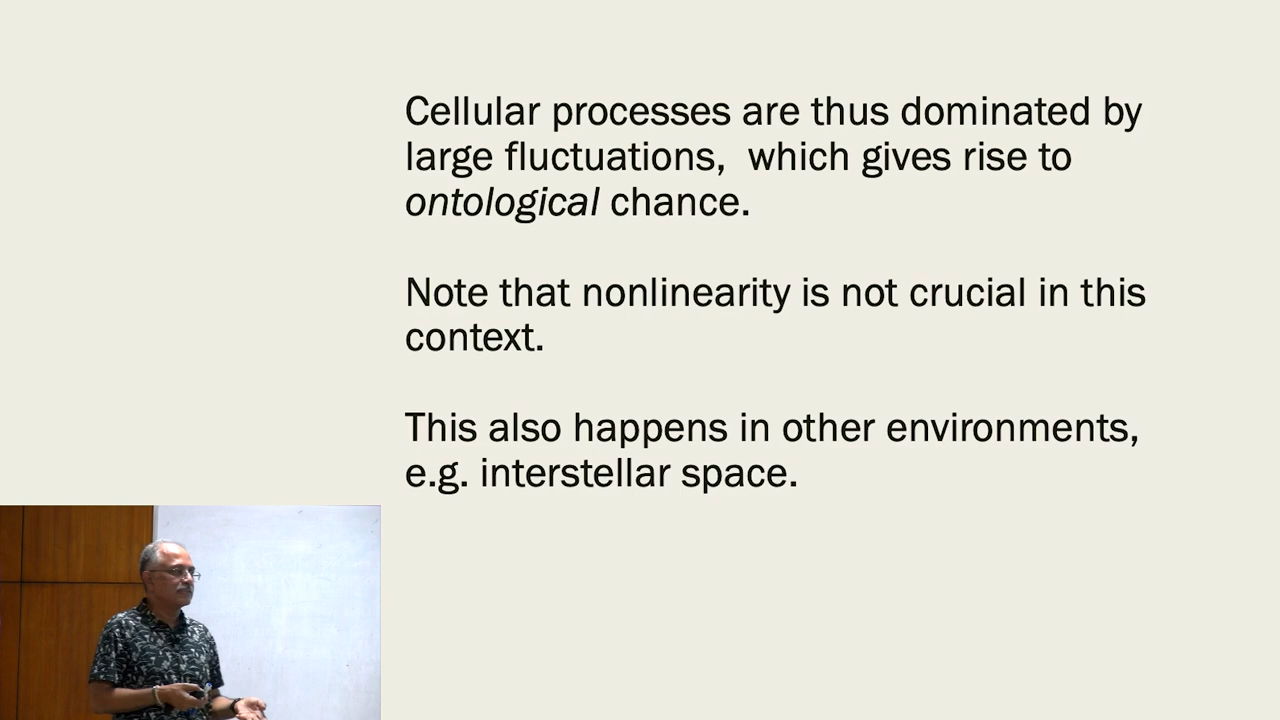 Cellular processes are thus dominated by
large fluctuations,  which gives rise to
ontological chance.
Note that nonlinearity is not crucial in this
context.
This also happens in other environments,
e.g. interstellar space.